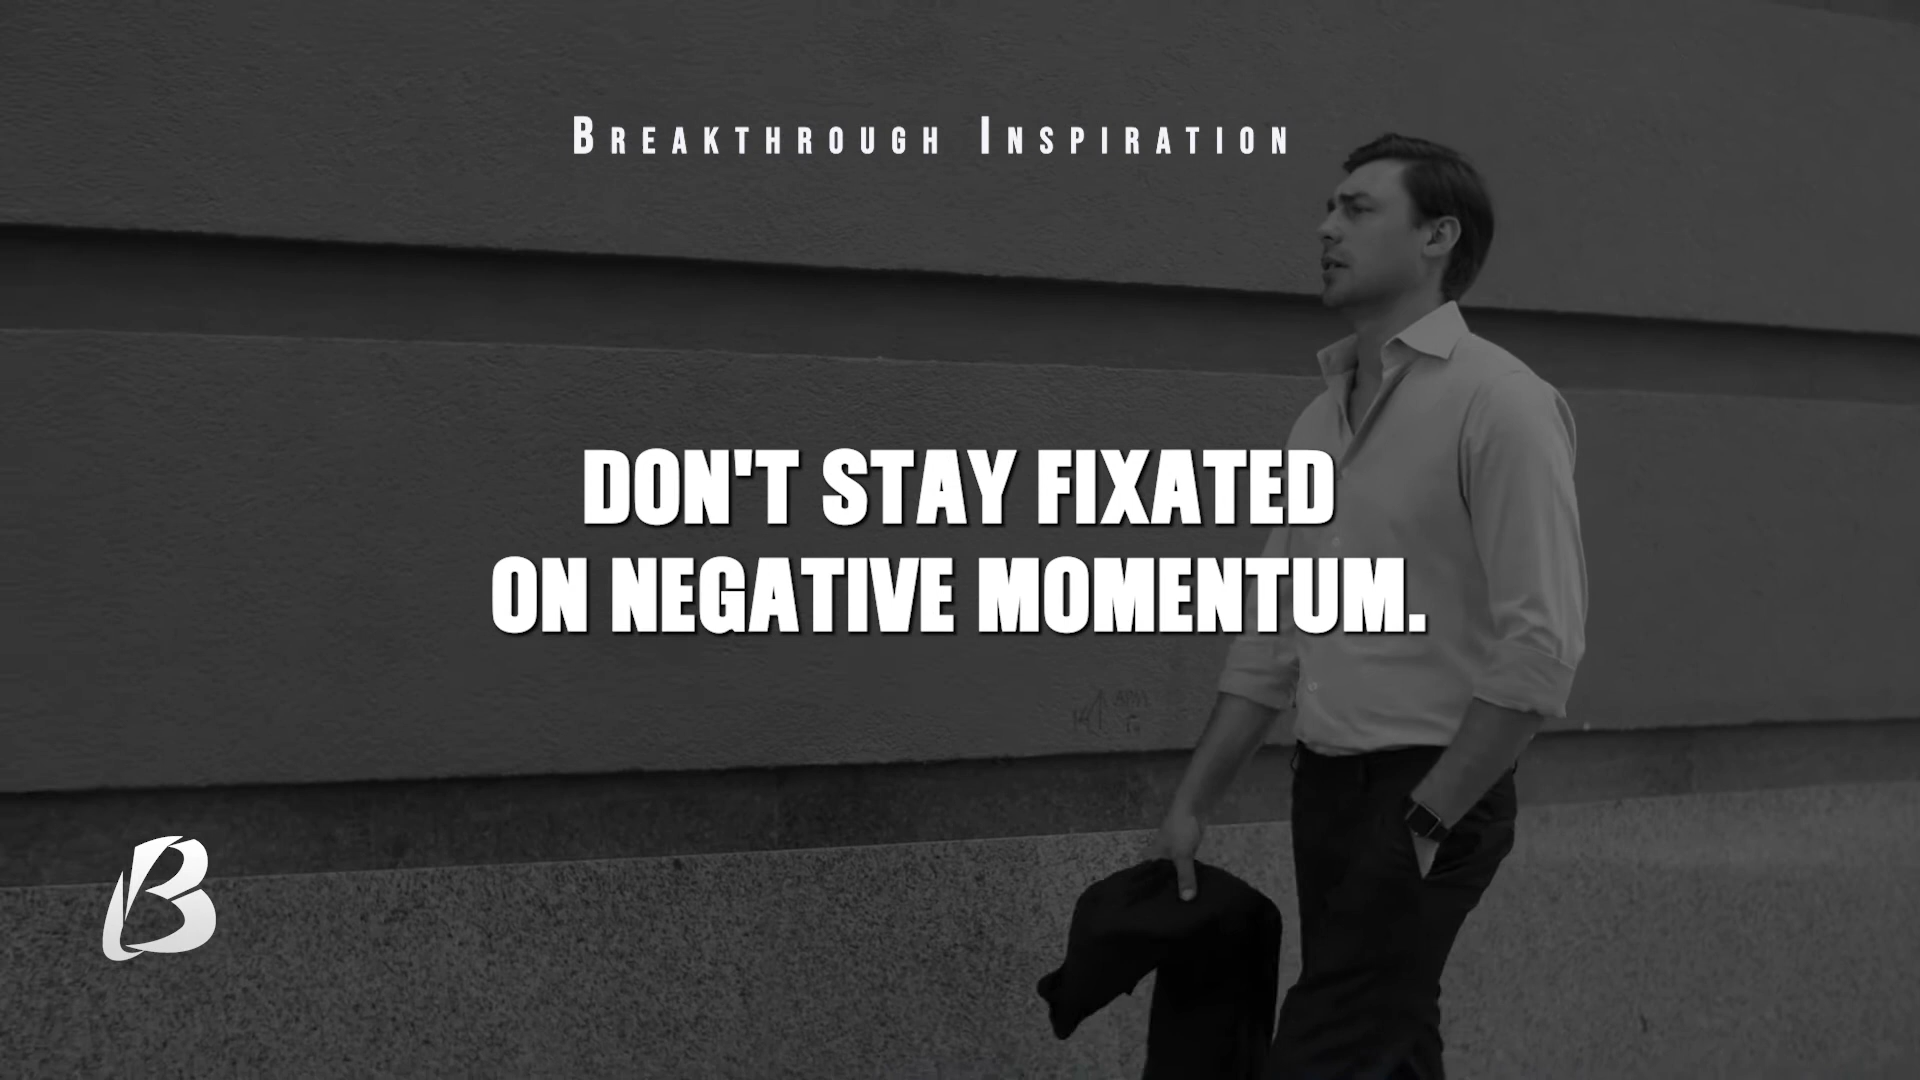 Breakthrough Inspiration
DON'T STAY FIXATED
ON NEGATIVE MOMENTUM.
B